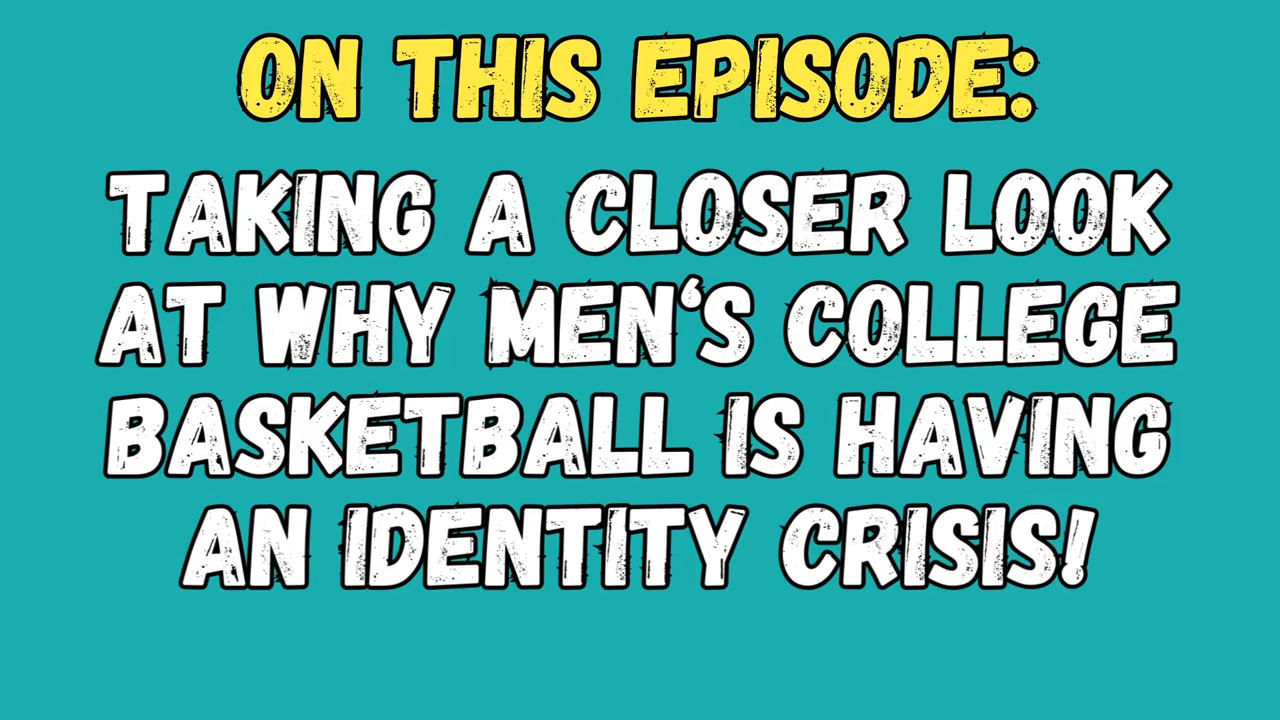 ON THIS EPISODE:
TAKING A CLOSER LOOK
AT WHY MEN‘S COLLEGE
BASKETBALL IS HAVING
AN IDENTITY CRISIS!